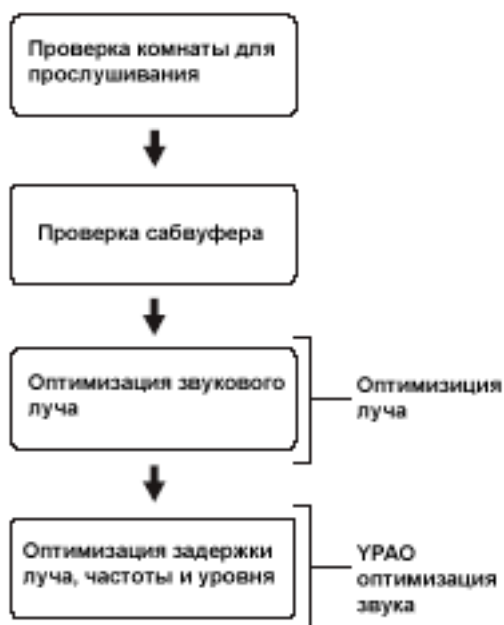 Проверка комнаты для
прослушивания
Проверка сабвуфера
Оптимизация звукового
луча
Оптимизиция
луча
Оптимизация задержки
луча, частоты и уровня
YPAO
оптимизация
звука